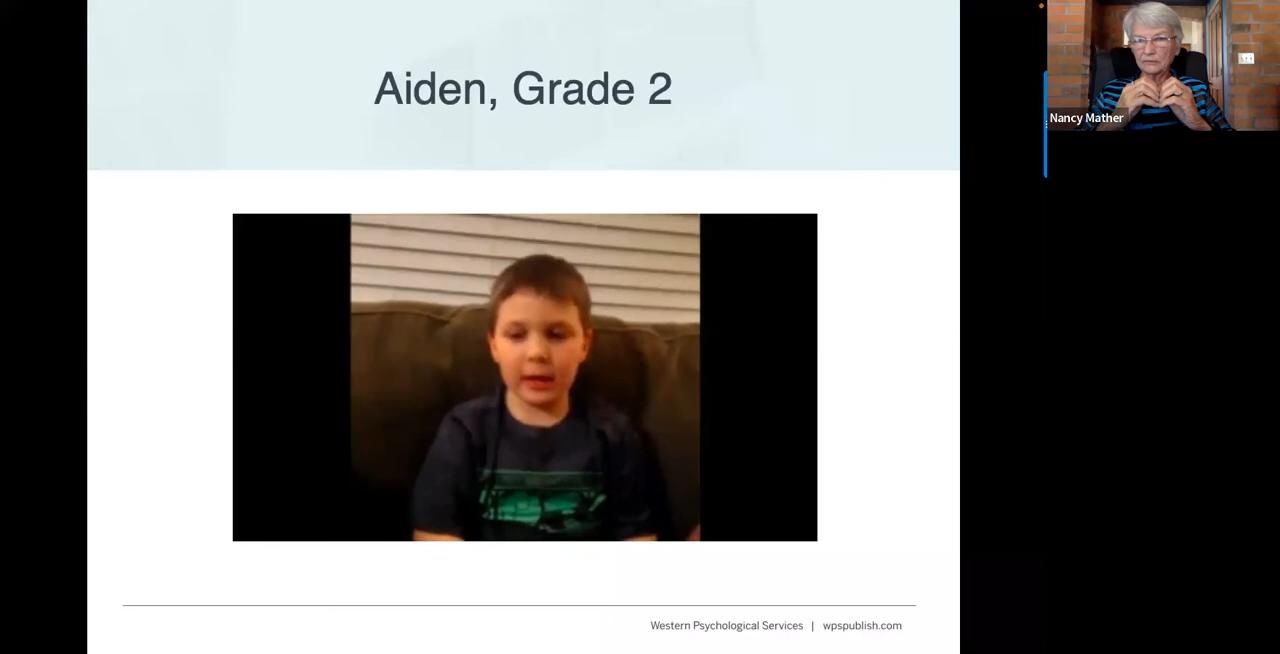 Aiden, Grade 2
Nancy Mather
Western Psychological Services | wpspublish.com